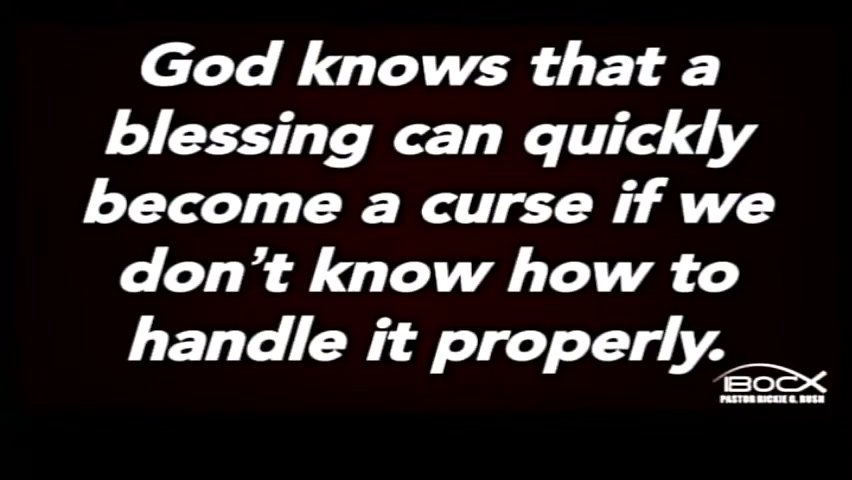 God knows that a
blessing can quickly
become a curse if we
don't know how to
handle it properly.
IBOCX
PASTOR RICKIE G. RUSH